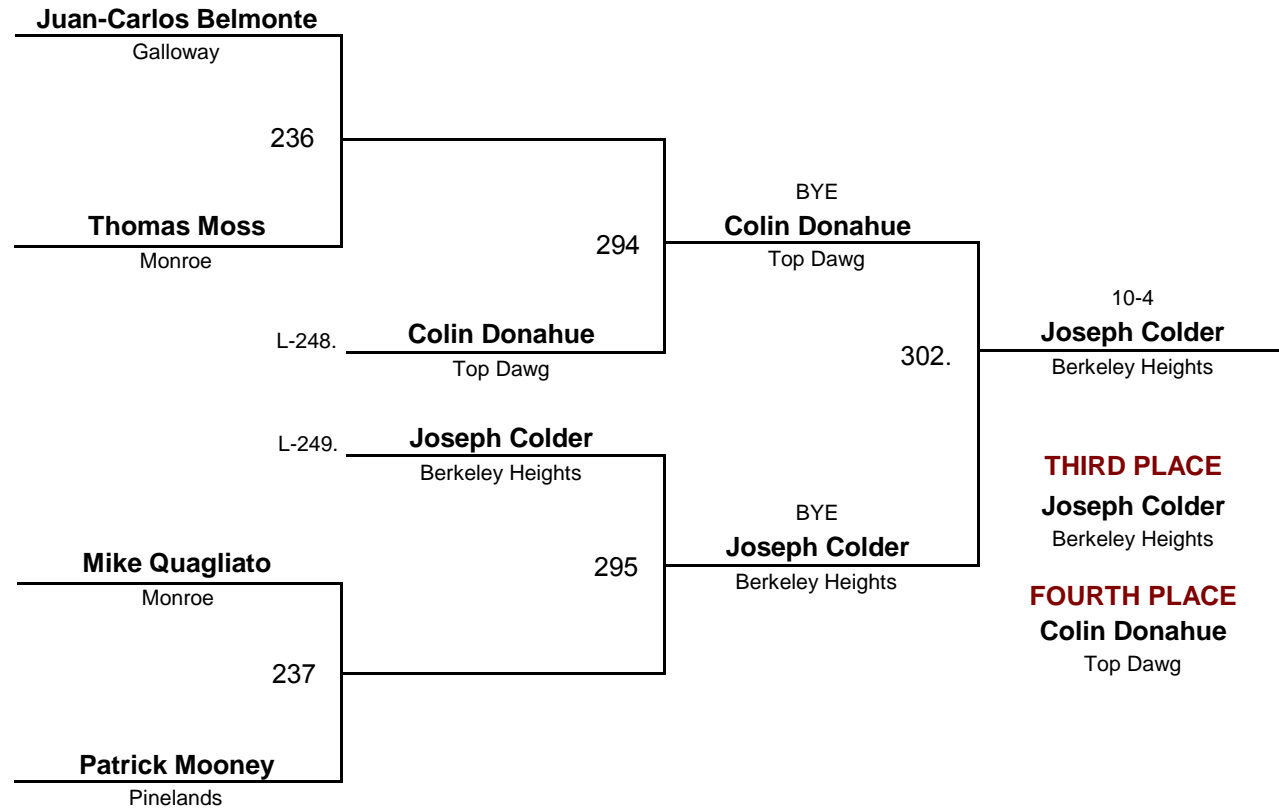 Juan-Carlos Belmonte
Galloway
236
Thomas Moss
Monroe
294
BYE
Colin Donahue
Top Dawg
L-248.
Colin Donahue
Top Dawg
302.
10-4
Joseph Colder
Berkeley Heights
L-249.
Joseph Colder
Berkeley Heights
THIRD PLACE
Joseph Colder
Berkeley Heights
BYE
Joseph Colder
Berkeley Heights
295
Mike Quagliato
Monroe
FOURTH PLACE
Colin Donahue
Top Dawg
237
Patrick Mooney
Pinelands